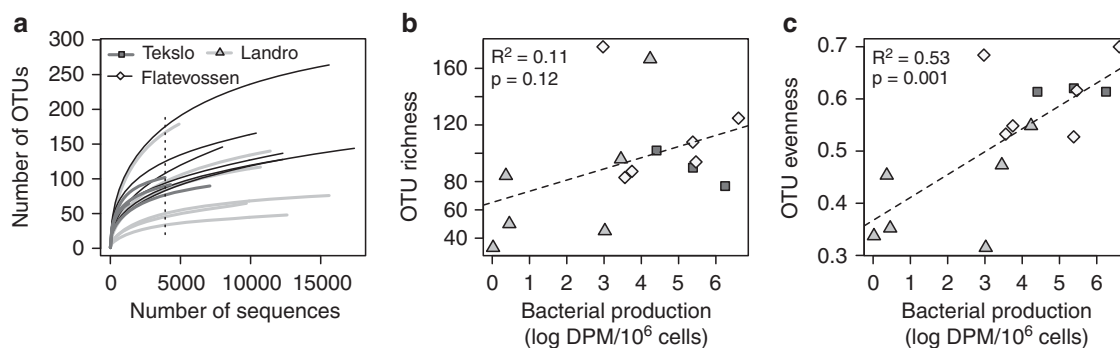 a
300
250
200
150
100
50
0
Number of OTUs
Tekslo
Landro
Flatevossen
0 5000 10000 15000
Number of sequences
b
R² = 0.11
p = 0.12
160
140
120
100
80
60
40
OTU richness
0 1 2 3 4 5 6
Bacterial production
(log DPM/10⁶ cells)
c
R² = 0.53
p = 0.001
0.7
0.6
0.5
0.4
0.3
OTU evenness
0 1 2 3 4 5 6
Bacterial production
(log DPM/10⁶ cells)